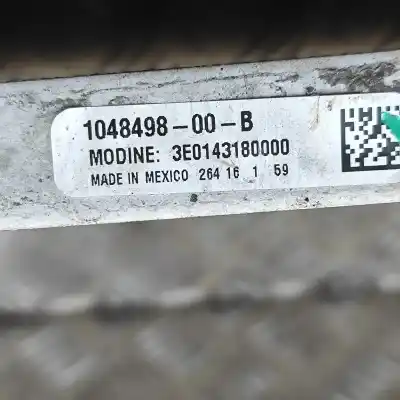 1048498-00-B
MODINE: 3E0143180000
MADE IN MEXICO 264 16 1 59